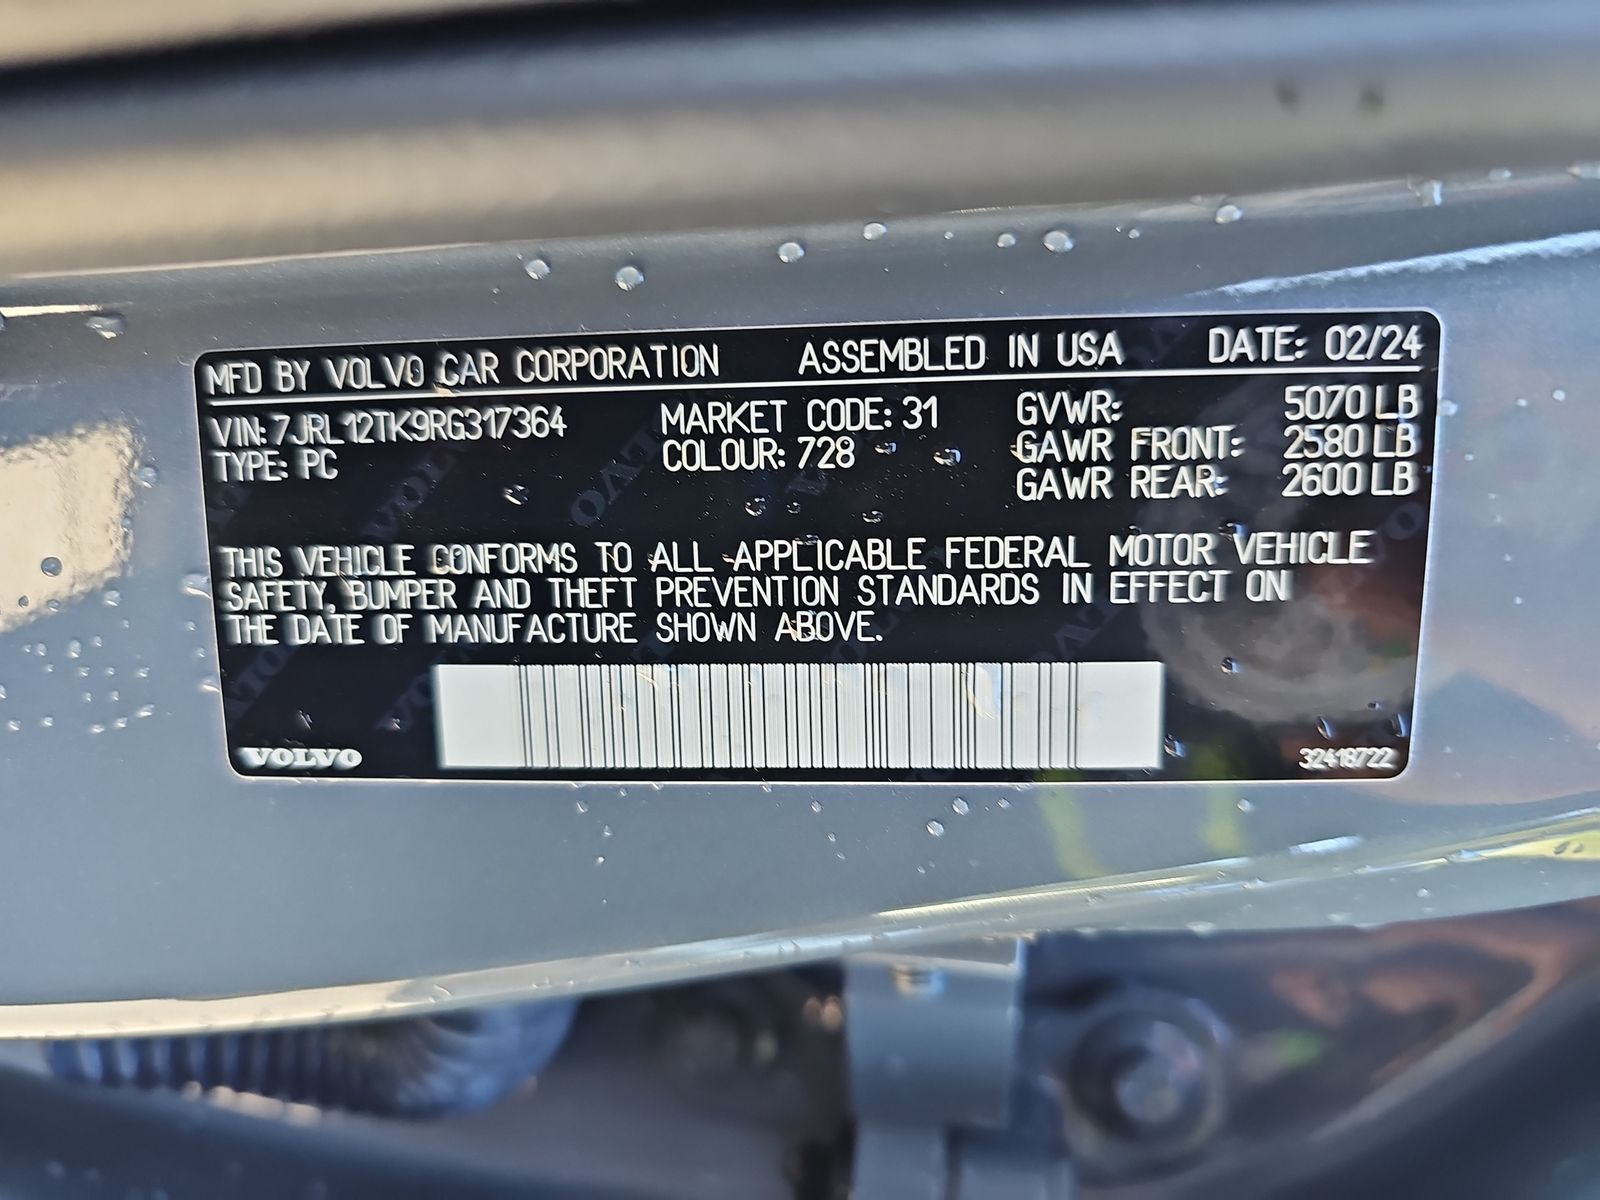 MFD BY VOLVO CAR CORPORATION ASSEMBLED IN USA DATE: 02/24
VIN: 7JRL12TK9RG317364 MARKET CODE: 31 GVWR: 5070 LB
TYPE: PC COLOUR: 728 GAWR FRONT: 2580 LB
GAWR REAR: 2600 LB
THIS VEHICLE CONFORMS TO ALL APPLICABLE FEDERAL MOTOR VEHICLE
SAFETY, BUMPER AND THEFT PREVENTION STANDARDS IN EFFECT ON
THE DATE OF MANUFACTURE SHOWN ABOVE.
VOLVO 32418722